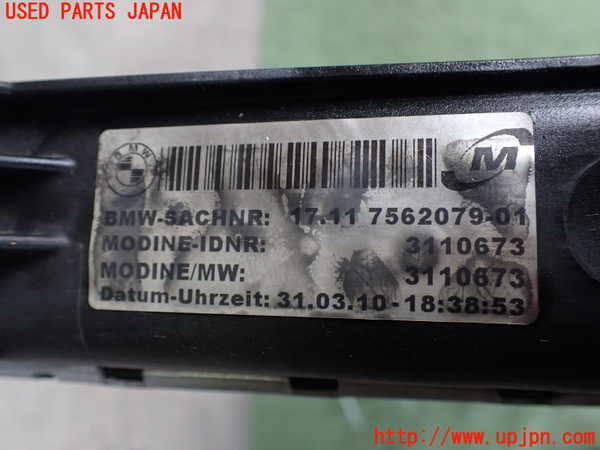 USED PARTS JAPAN
BMW
M
BMW-SACHNR: 17.11 7562079-01
MODINE-IDNR: 3110673
MODINE/MW: 3110673
Datum-Uhrzeit: 31.03.10-18:38:53
http://www.upjpn.com/